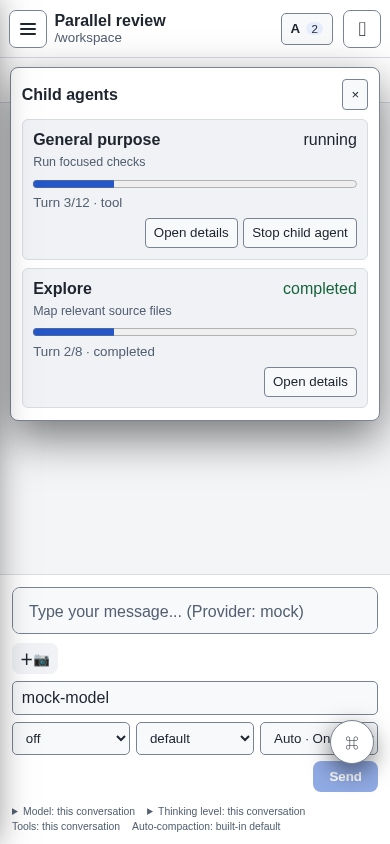 Parallel review
/workspace
A 2
Child agents
×
General purpose running
Run focused checks
Turn 3/12 · tool
Open details Stop child agent
Explore completed
Map relevant source files
Turn 2/8 · completed
Open details
Type your message... (Provider: mock)
+
mock-model
off default Auto · On
⌘
Send
Model: this conversation Thinking level: this conversation
Tools: this conversation Auto-compaction: built-in default